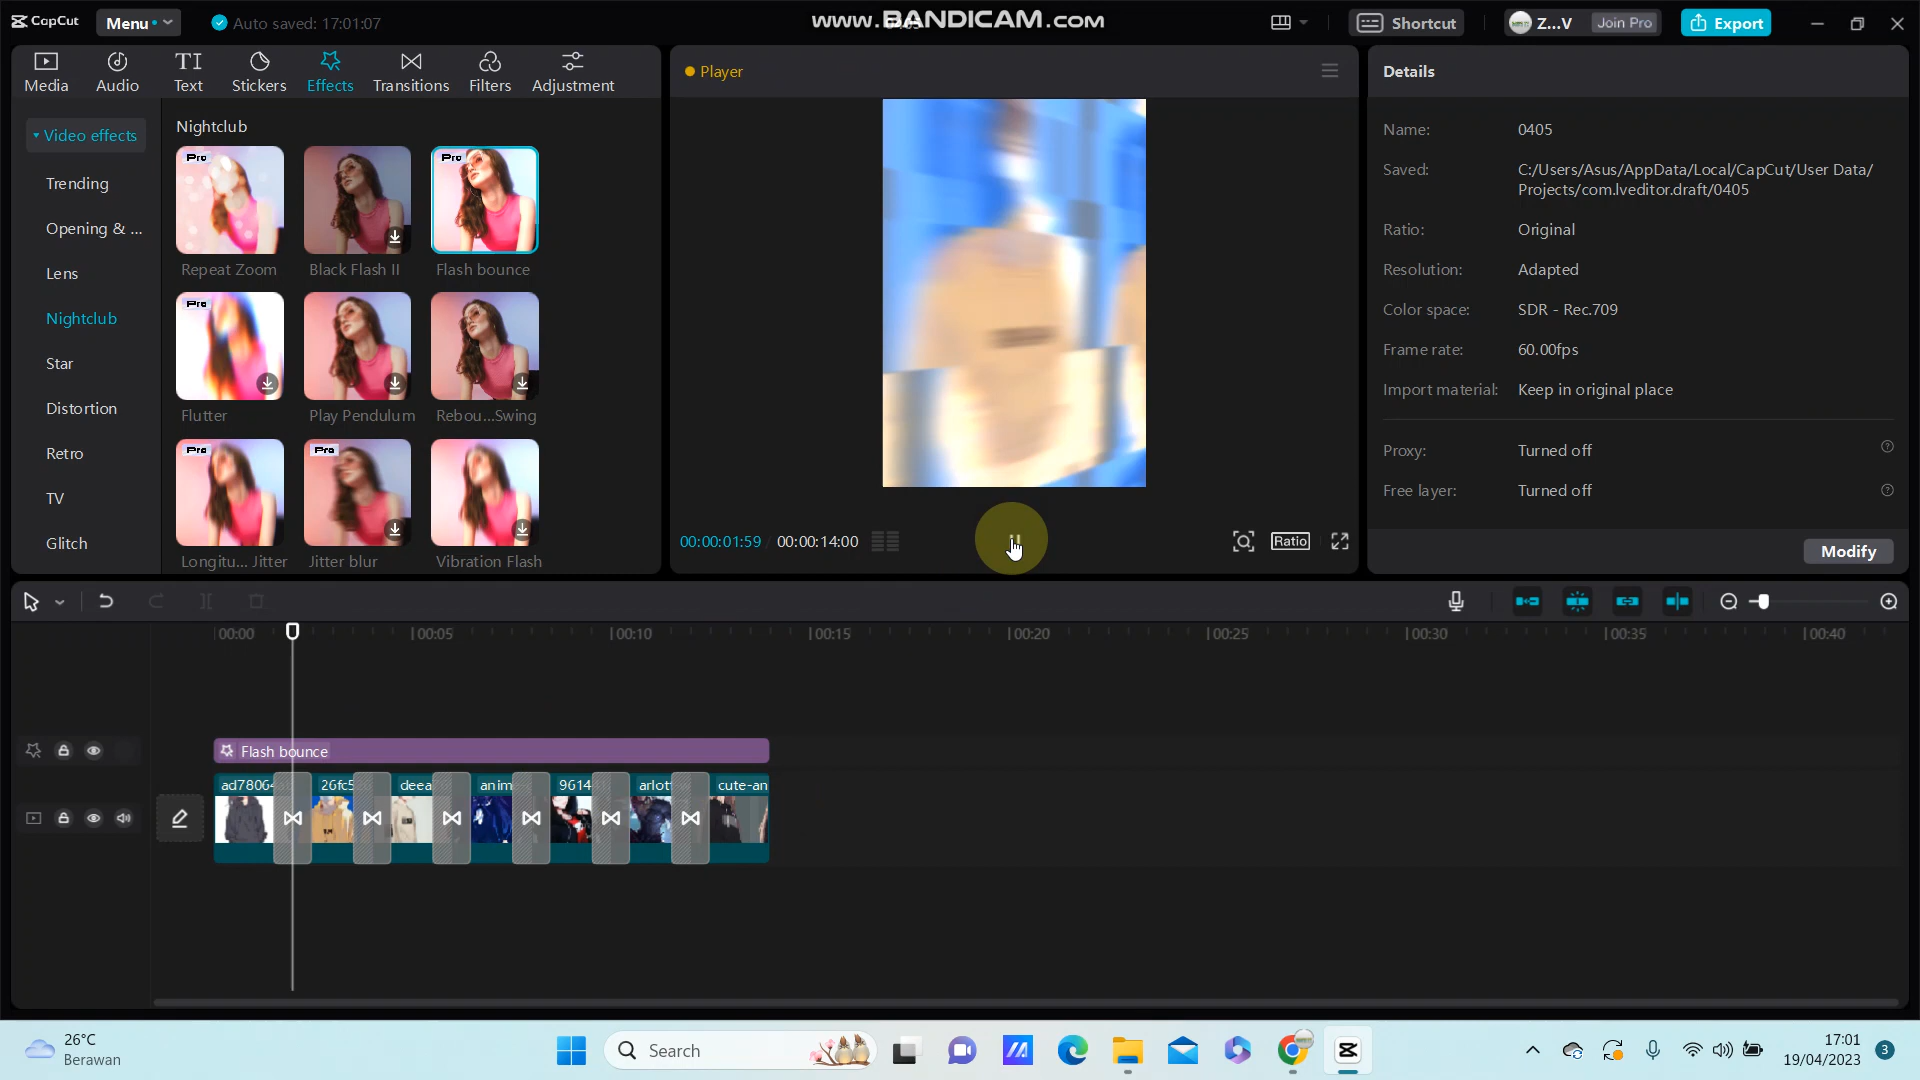 CapCut
Menu
Auto saved: 17:01:07
www.BANDICAM.com
Shortcut
Z...V
Join Pro
Export
Media
Audio
Text
Stickers
Effects
Transitions
Filters
Adjustment
Video effects
Trending
Opening & ...
Lens
Nightclub
Star
Distortion
Retro
TV
Glitch
Nightclub
Pro
Pro
Repeat Zoom
Black Flash II
Flash bounce
Pro
Flutter
Play Pendulum
Rebou...Swing
Pro
Pro
Longitu... Jitter
Jitter blur
Vibration Flash
Player
00:00:01:59 / 00:00:14:00
Ratio
Details
Name: 0405
Saved: C:/Users/Asus/AppData/Local/CapCut/User Data/
Projects/com.lveditor.draft/0405
Ratio: Original
Resolution: Adapted
Color space: SDR - Rec.709
Frame rate: 60.00fps
Import material: Keep in original place
Proxy: Turned off
Free layer: Turned off
Modify
00:00
00:05
00:10
00:15
00:20
00:25
00:30
00:35
00:40
Flash bounce
ad7806
26fc5
deea
anim
9614
arlot
cute-an
26°C
Berawan
Search
17:01
19/04/2023
3